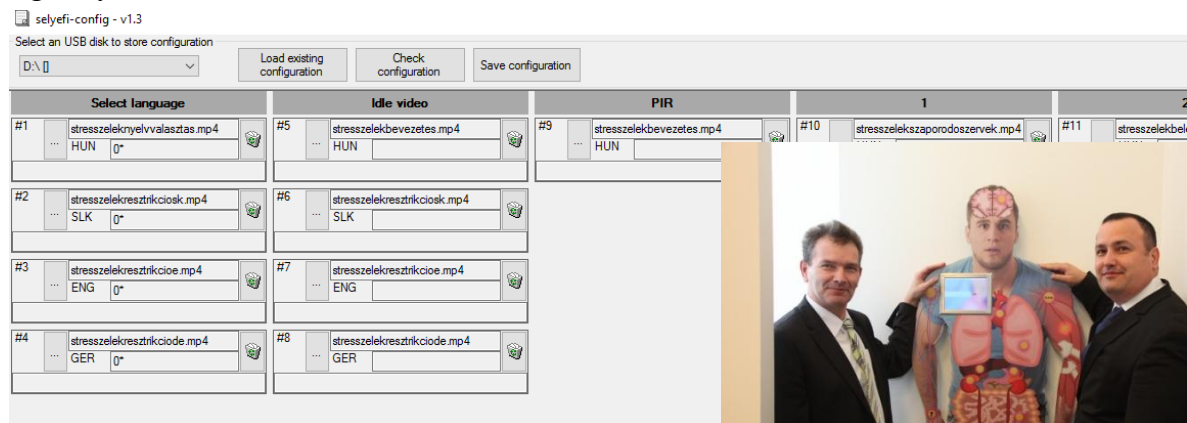 selyefi-config - v1.3
Select an USB disk to store configuration
D:\ []
Load existing configuration
Check configuration
Save configuration
Select language
Idle video
PIR
1
2
#1
...
stresszeleknyelvvalasztas.mp4
HUN
0*
#5
...
stresszelekbevezetes.mp4
HUN
#9
...
stresszelekbevezetes.mp4
HUN
#10
stresszelekszaporodoszervek.mp4
#11
#2
...
stresszelekresztrikciosk.mp4
SLK
0*
#6
...
stresszelekresztrikciosk.mp4
SLK
#3
...
stresszelekresztrikcioe.mp4
ENG
0*
#7
...
stresszelekresztrikcioe.mp4
ENG
#4
...
stresszelekresztrikciode.mp4
GER
0*
#8
...
stresszelekresztrikciode.mp4
GER